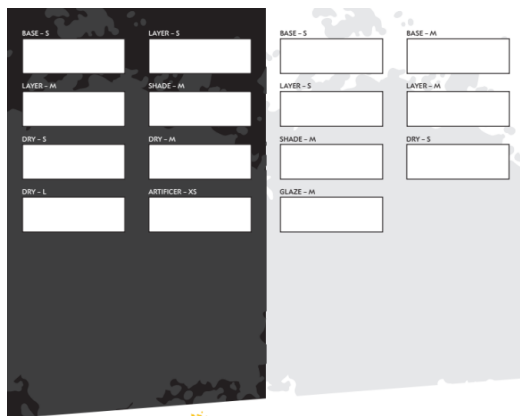 BASE – S
LAYER – S
LAYER – M
SHADE – M
DRY – S
DRY – M
DRY – L
ARTIFICER – XS
BASE – S
BASE – M
LAYER – S
LAYER – M
SHADE – M
DRY – S
GLAZE – M